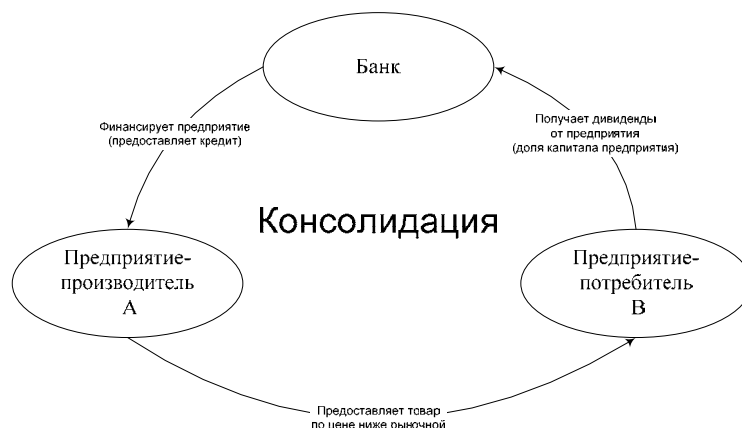 Банк
Финансирует предприятие
(предоставляет кредит)
Получает дивиденды
от предприятия
(доля капитала предприятия)
Консолидация
Предприятие-
производитель
А
Предприятие-
потребитель
В
Предоставляет товар
по цене ниже рыночной